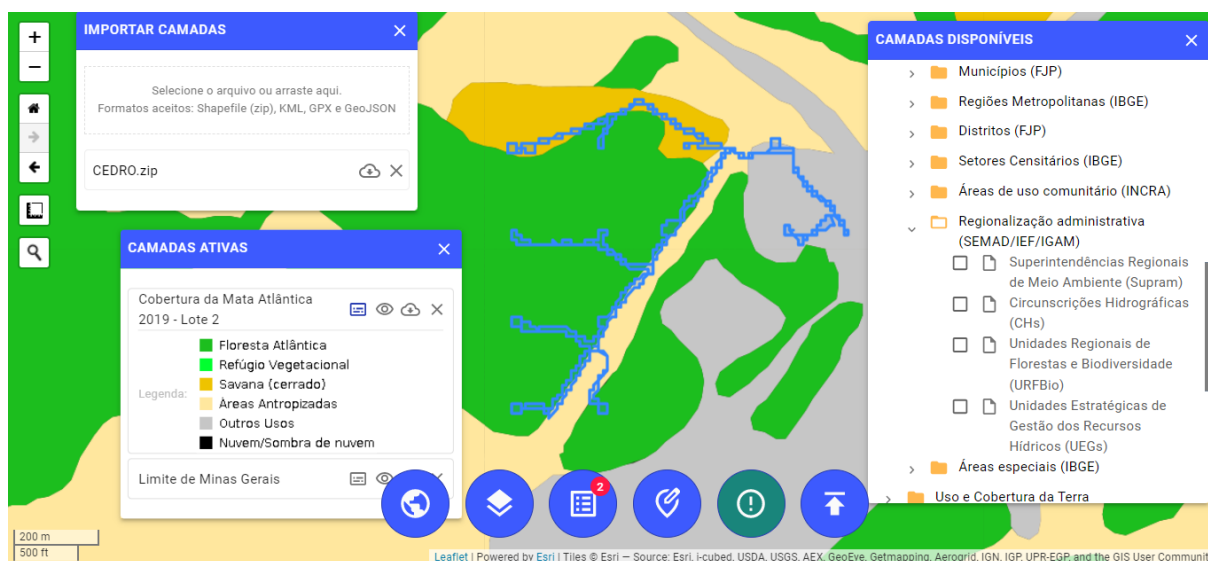 +
−
IMPORTAR CAMADAS
Selecione o arquivo ou arraste aqui.
Formatos aceitos: Shapefile (zip), KML, GPX e GeoJSON
CEDRO.zip
CAMADAS ATIVAS
Cobertura da Mata Atlântica
2019 - Lote 2
Legenda:
Floresta Atlântica
Refúgio Vegetacional
Savana (cerrado)
Áreas Antropizadas
Outros Usos
Nuvem/Sombra de nuvem
Limite de Minas Gerais
2
CAMADAS DISPONÍVEIS
Municípios (FJP)
Regiões Metropolitanas (IBGE)
Distritos (FJP)
Setores Censitários (IBGE)
Áreas de uso comunitário (INCRA)
Regionalização administrativa
(SEMAD/IEF/IGAM)
Superintendências Regionais
de Meio Ambiente (Supram)
Circunscrições Hidrográficas
(CHs)
Unidades Regionais de
Florestas e Biodiversidade
(URFBio)
Unidades Estratégicas de
Gestão dos Recursos
Hídricos (UEGs)
Áreas especiais (IBGE)
Uso e Cobertura da Terra
200 m
500 ft
Leaflet | Powered by Esri | Tiles © Esri — Source: Esri, i-cubed, USDA, USGS, AEX, GeoEye, Getmapping, Aerogrid, IGN, IGP, UPR-EGP, and the GIS User Communit